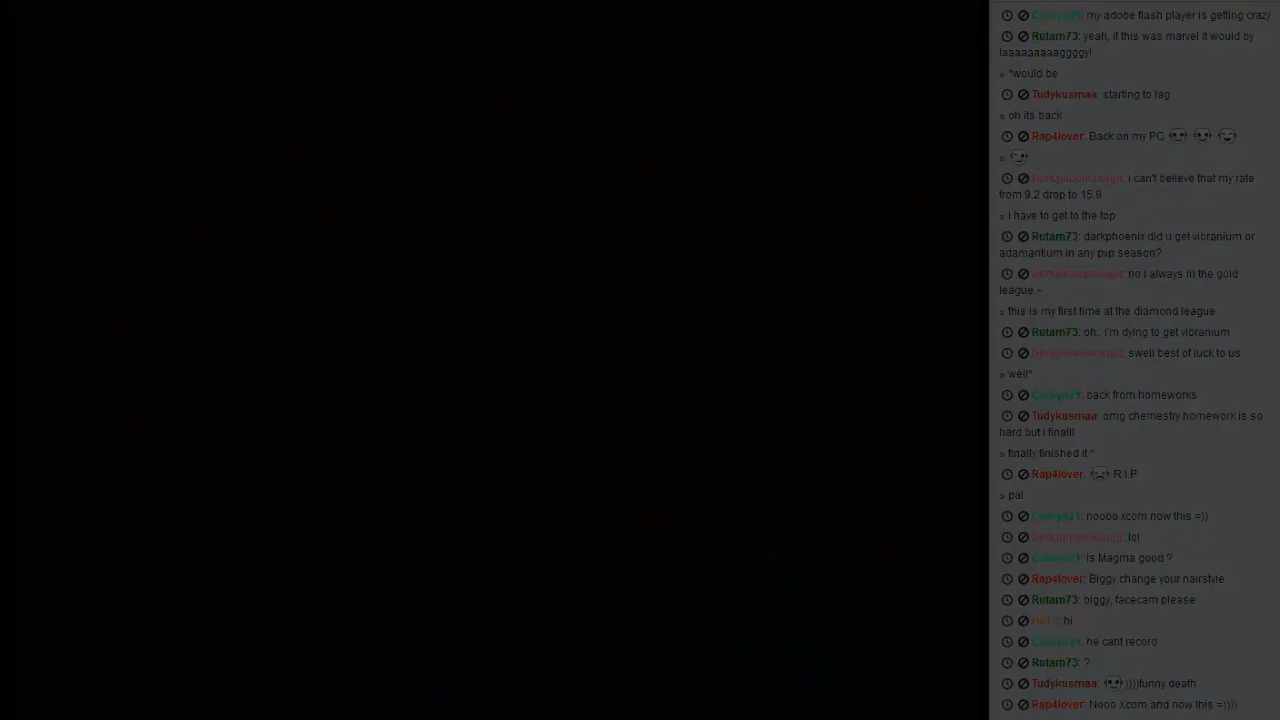 my adobe flash player is getting crazy
Rutam73: yeah, if this was marvel it would by
laaaaaaaaggggy!
» *would be
Tudykusmaa: starting to lag
» oh its back
Rap4lover: Back on my PC
»
i can't believe that my rate
from 9.2 drop to 15.9
» i have to get to the top
Rutam73: darkphoenix did u get vibranium or
adamantium in any pvp season?
no i always in the gold
league ~
» this is my first time at the diamond league
Rutam73: oh.. i'm dying to get vibranium
swell best of luck to us
» well*
back from homeworks
Tudykusmaa: omg chemestry homework is so
hard but i finalll
» finally finished it *
Rap4lover: R.I.P
» pal
noooo xcom now this =))
lol
is Magma good ?
Rap4lover: Biggy change your hairstyle
Rutam73: biggy, facecam please
hi
he cant record
Rutam73: ?
Tudykusmaa: ))))funny death
Rap4lover: Nooo Xcom and now this =))))